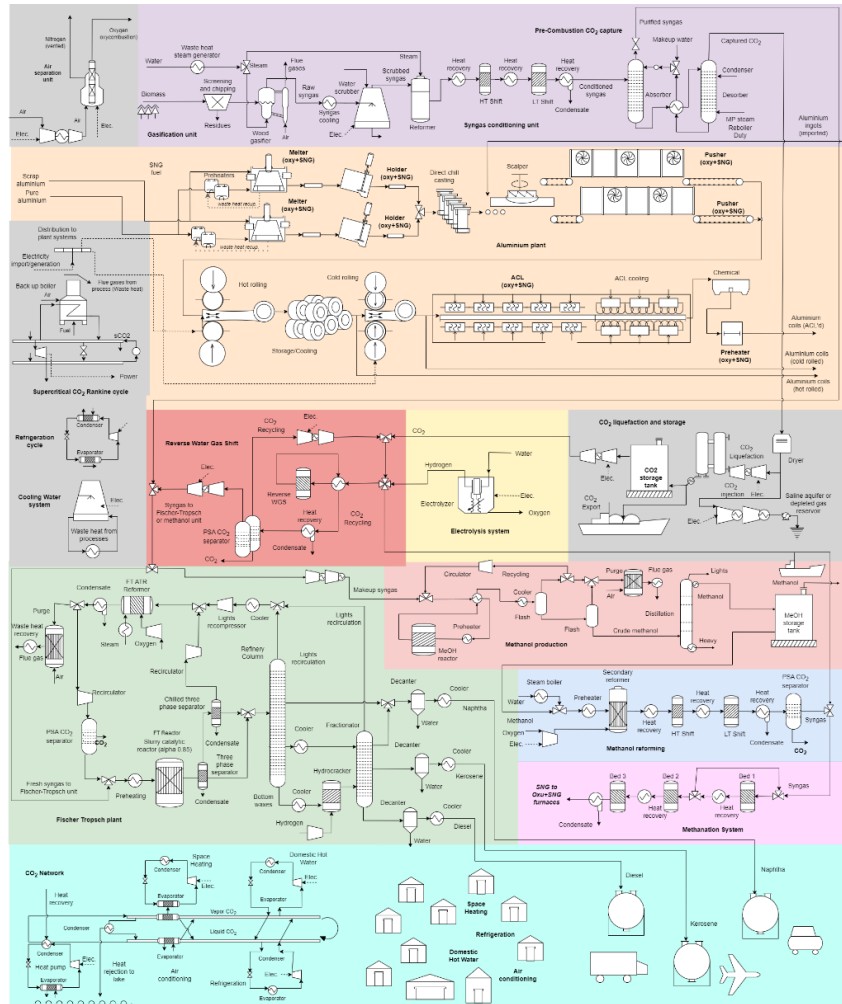 Nitrogen
(vented)
Oxygen
(oxycombustion)
Air
separation
unit
Air
Air
Elec.
Elec.
Pre-Combustion CO₂ capture
Water
Waste heat
steam generator
Steam
Flue
gases
Biomass
Screening
and chipping
Residues
Raw
syngas
Water
scrubber
Scrubbed
syngas
Steam
Syngas
cooling
Elec.
Wood
gasifier
Air
Gasification unit
Reformer
Heat
recovery
HT Shift
Heat
recovery
LT Shift
Heat
recovery
Conditioned
syngas
Syngas conditioning unit
Purified syngas
Makeup water
Captured CO₂
Condenser
Absorber
Desorber
MP steam
Reboiler
Duty
Aluminium
ingots
(imported)
SNG
fuel
Scrap
aluminium
Pure
aluminium
Preheaters
waste heat recup.
Melter
(oxy+SNG)
Holder
(oxy+SNG)
Melter
(oxy+SNG)
waste heat recup.
Holder
(oxy+SNG)
Direct chill
casting
Scalper
Pusher
(oxy+SNG)
Pusher
(oxy+SNG)
Aluminium plant
Distribution to
plant systems
Electricity
import/generation
Flue gases from
process (Waste heat)
Back up boiler
Air
Fuel
sCO2
Power
Supercritical CO₂ Rankine cycle
Hot rolling
Storage/Cooling
Cold rolling
ACL
(oxy+SNG)
ACL cooling
Chemical
Preheater
(oxy+SNG)
Aluminium
coils (ACL'd)
Aluminium coils
(cold rolled)
Aluminium coils
(hot rolled)
Refrigeration
cycle
Condenser
Evaporator
Cooling Water
system
Elec.
Waste heat from
processes
Reverse Water Gas Shift
CO₂
Recycling
Elec.
Elec.
Reverse
WGS
Syngas to
Fischer-Tropsch
or methanol unit
PSA CO₂
separator
CO₂
Heat
recovery
Condensate
CO₂
Recycling
CO₂
Hydrogen
Water
Electrolyzer
Elec.
Oxygen
Electrolysis system
CO₂ liquefaction and storage
Elec.
CO2
storage
tank
CO₂
Liquefaction
Dryer
CO₂
injection
Elec.
CO₂
Export
Elec.
Saline aquifer or
depleted gas
reservoir
Condensate
FT ATR
Reformer
Purge
Waste heat
recovery
Flue gas
Air
Steam
Oxygen
Lights
recompressor
Cooler
Lights
recirculation
Refinery
Column
Lights
recirculation
Recirculator
Recirculator
PSA CO₂
separator
CO₂
FT Reactor
Slurry catalytic
reactor (alpha 0.85)
Chilled three
phase separator
Condensate
Three
phase separator
Condensate
Fresh syngas to
Fischer-Tropsch unit
Preheating
Fischer Tropsch plant
Fractionator
Cooler
Hydrocracker
Cooler
Bottom
waxes
Hydrogen
Decanter
Cooler
Naphtha
Water
Decanter
Cooler
Kerosene
Water
Decanter
Cooler
Diesel
Water
Makeup syngas
Circulator
Recycling
Cooler
Preheater
MeOH
reactor
Flash
Flash
Purge
Air
Flue gas
Crude methanol
Distillation
Lights
Methanol
Heavy
Methanol
MeOH
storage
tank
Methanol production
Steam boiler
Water
Methanol
Oxygen
Elec.
Preheater
Secondary
reformer
Heat
recovery
HT Shift
Heat
recovery
LT Shift
Heat
recovery
Condensate
PSA CO₂
separator
Syngas
CO₂
Methanol reforming
SNG to
Oxu+SNG
furnaces
Condensate
Bed 3
Heat
recovery
Bed 2
Heat
recovery
Bed 1
Syngas
Methanation System
CO₂ Network
Heat
recovery
Condenser
Space
Heating
Elec.
Evaporator
Domestic Hot
Water
Condenser
Elec.
Evaporator
Vapor CO₂
Liquid CO₂
Condenser
Condenser
Elec.
Heat pump
Evaporator
Heat
rejection to
lake
Evaporator
Air
conditioning
Condenser
Elec.
Refrigeration
Evaporator
Space
Heating
Refrigeration
Domestic
Hot Water
Air
conditioning
Diesel
Kerosene
Naphtha